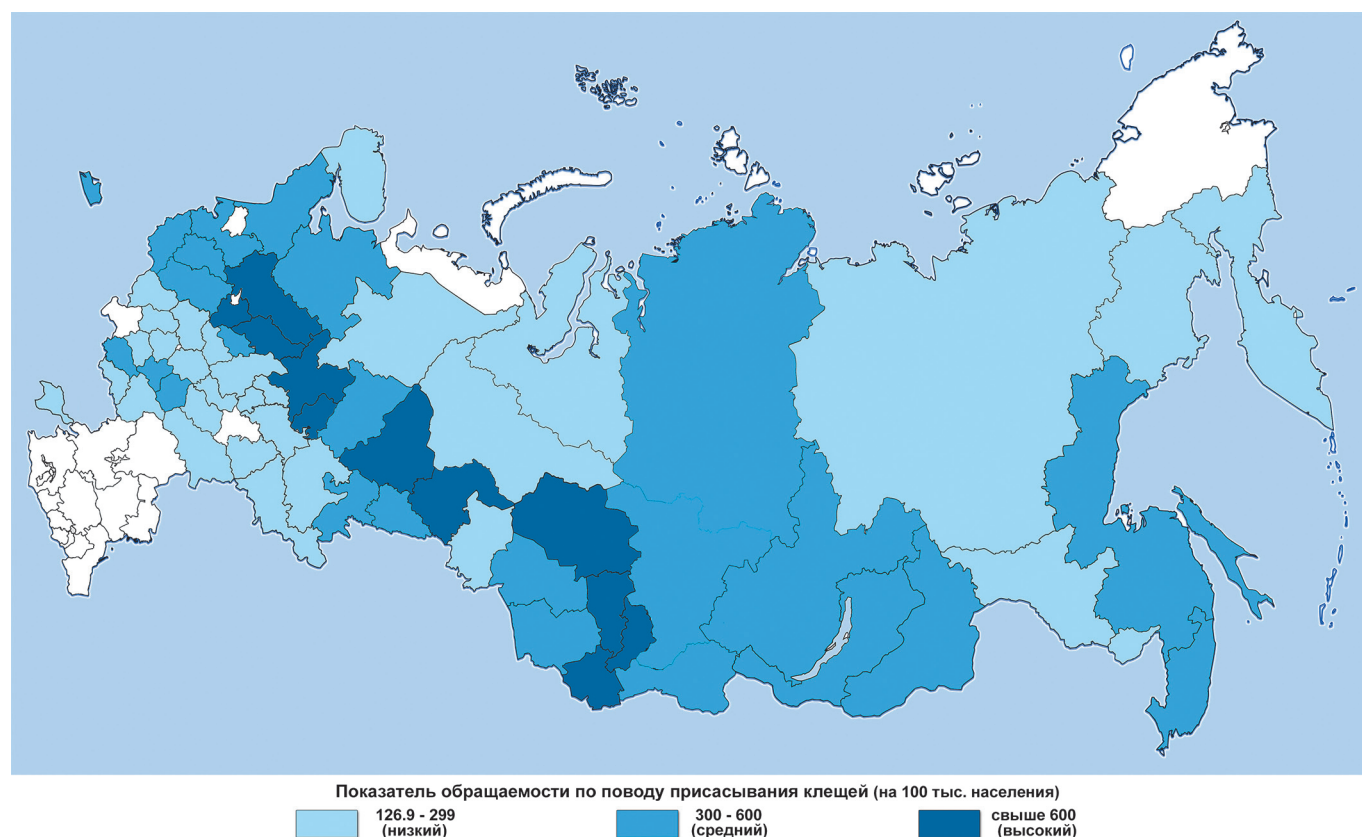 Показатель обращаемости по поводу присасывания клещей (на 100 тыс. населения)
126.9 - 299
(низкий)
300 - 600
(средний)
свыше 600
(высокий)